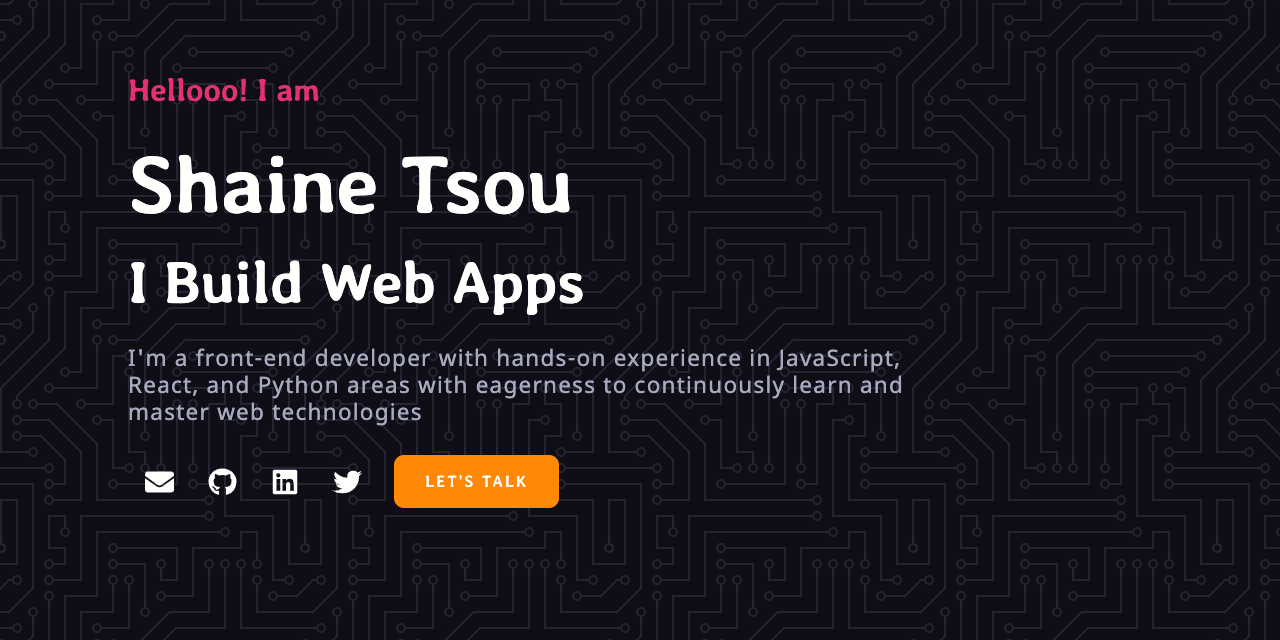 Hellooo! I am
Shaine Tsou
I Build Web Apps
I'm a front-end developer with hands-on experience in JavaScript,
React, and Python areas with eagerness to continuously learn and
master web technologies
LET'S TALK